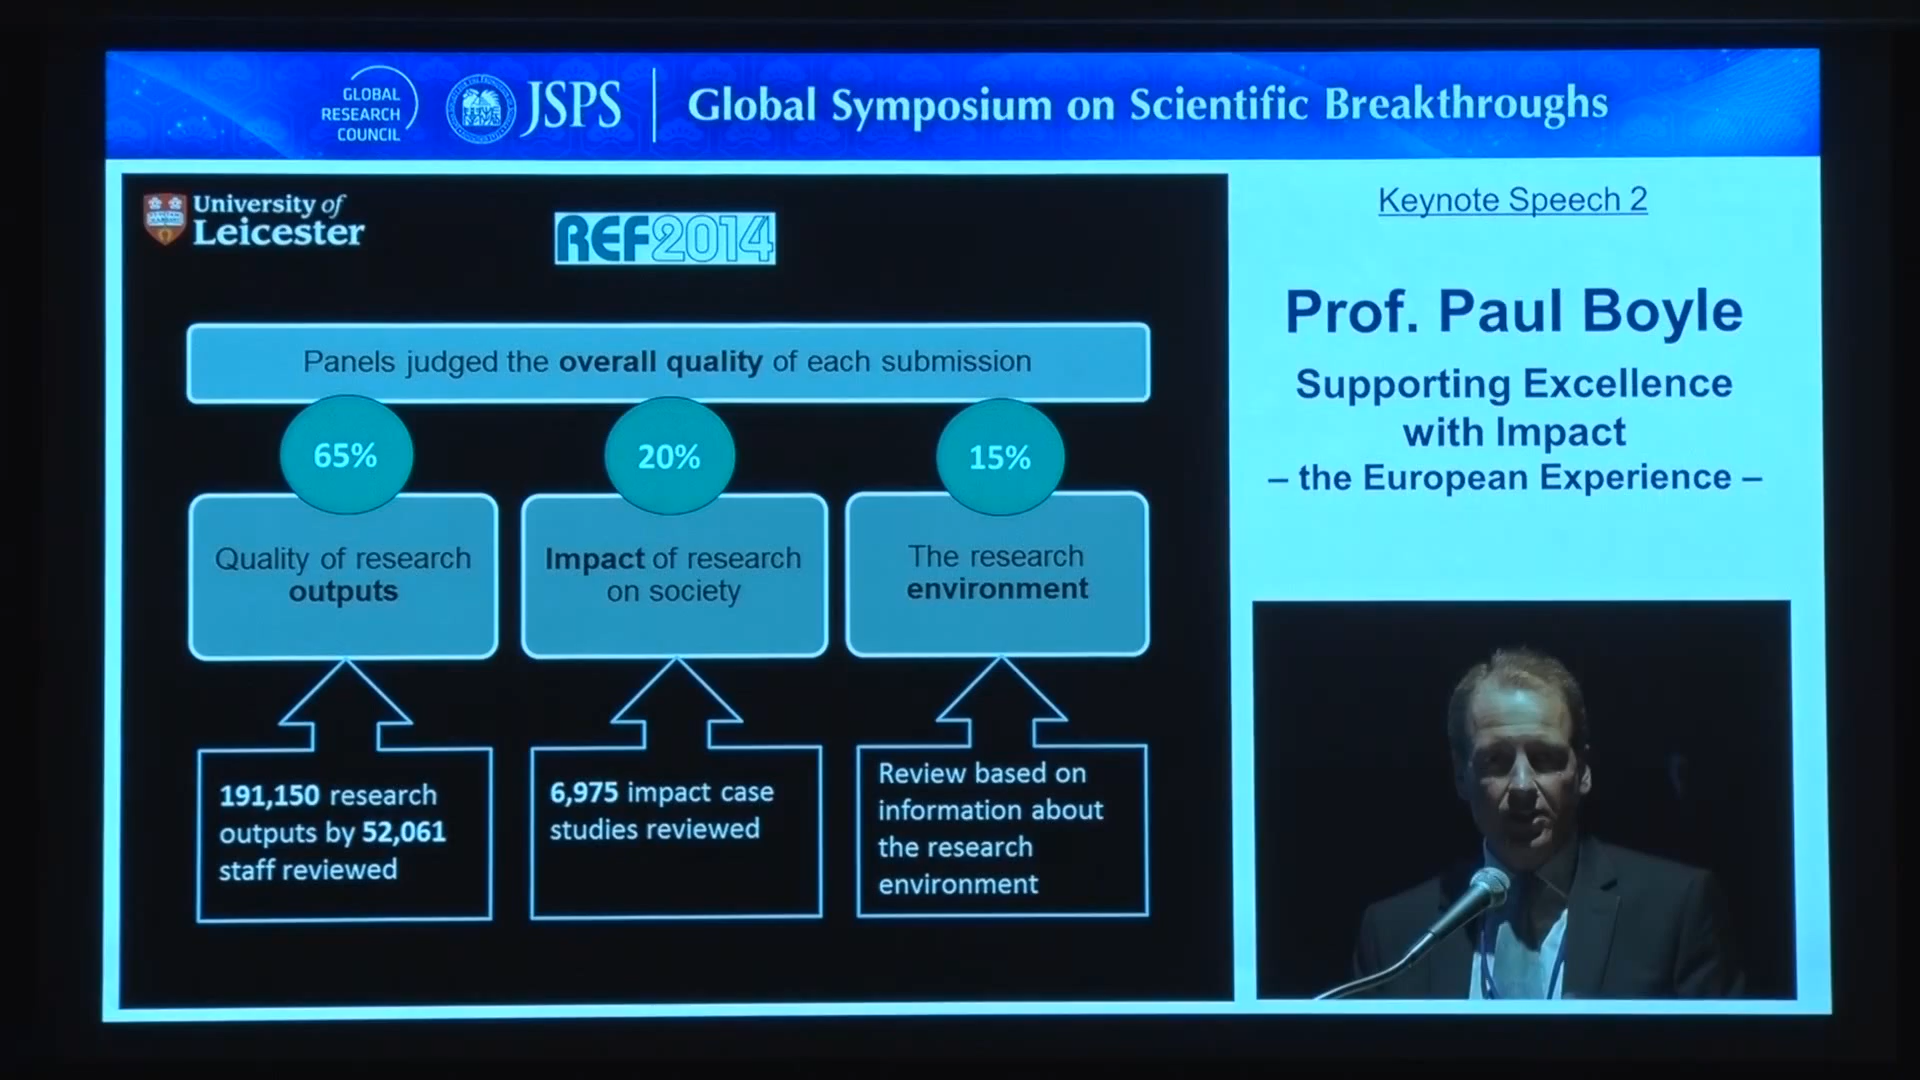 GLOBAL
RESEARCH
COUNCIL
JSPS
Global Symposium on Scientific Breakthroughs
University of
Leicester
REF2014
Panels judged the overall quality of each submission
65%
20%
15%
Quality of research
outputs
Impact of research
on society
The research
environment
191,150 research
outputs by 52,061
staff reviewed
6,975 impact case
studies reviewed
Review based on
information about
the research
environment
Keynote Speech 2
Prof. Paul Boyle
Supporting Excellence
with Impact
– the European Experience –